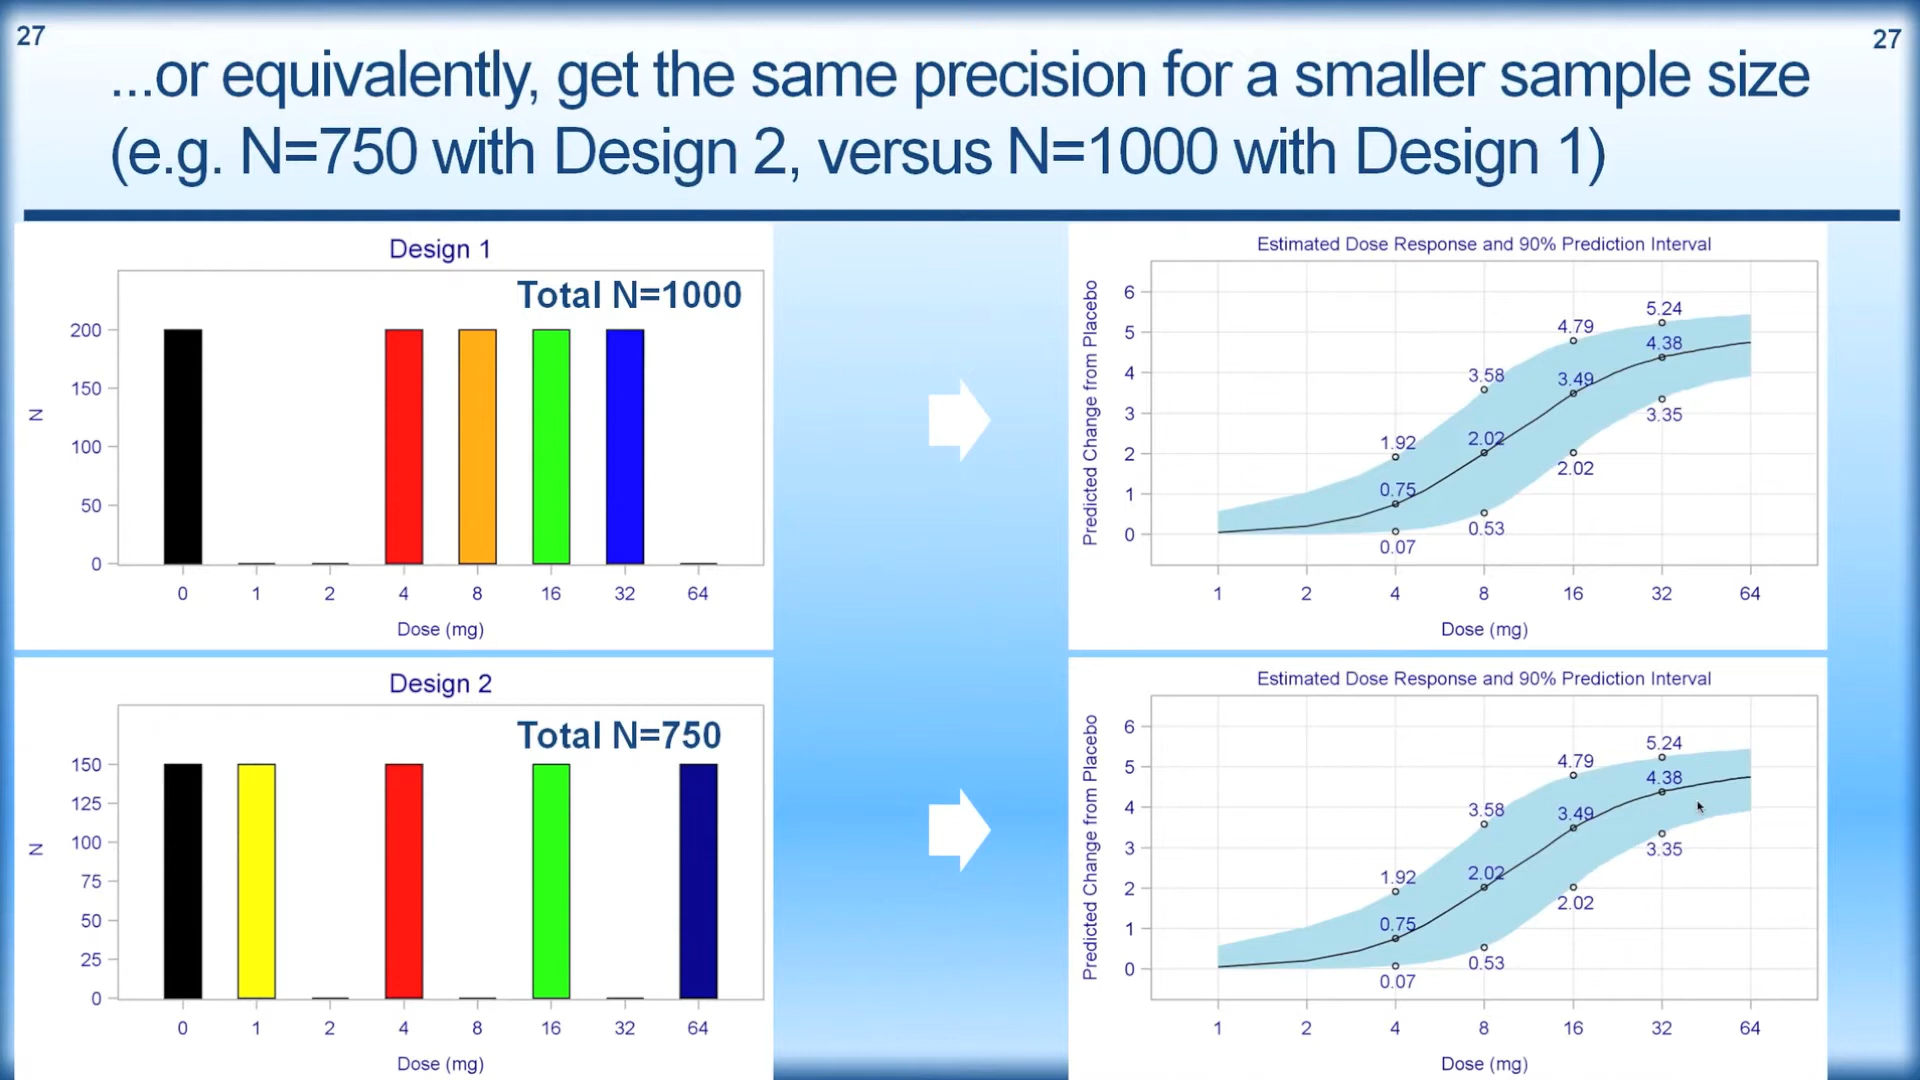 27
27
...or equivalently, get the same precision for a smaller sample size
(e.g. N=750 with Design 2, versus N=1000 with Design 1)
Design 1
Total N=1000
200
150
100
50
0
N
0 1 2 4 8 16 32 64
Dose (mg)
Estimated Dose Response and 90% Prediction Interval
Predicted Change from Placebo
6
5
4
3
2
1
0
1.92
0.75
0.07
3.58
2.02
0.53
4.79
3.49
2.02
5.24
4.38
3.35
1 2 4 8 16 32 64
Dose (mg)
Design 2
Total N=750
150
125
100
75
50
25
0
N
0 1 2 4 8 16 32 64
Dose (mg)
Estimated Dose Response and 90% Prediction Interval
Predicted Change from Placebo
6
5
4
3
2
1
0
1.92
0.75
0.07
3.58
2.02
0.53
4.79
3.49
2.02
5.24
4.38
3.35
1 2 4 8 16 32 64
Dose (mg)